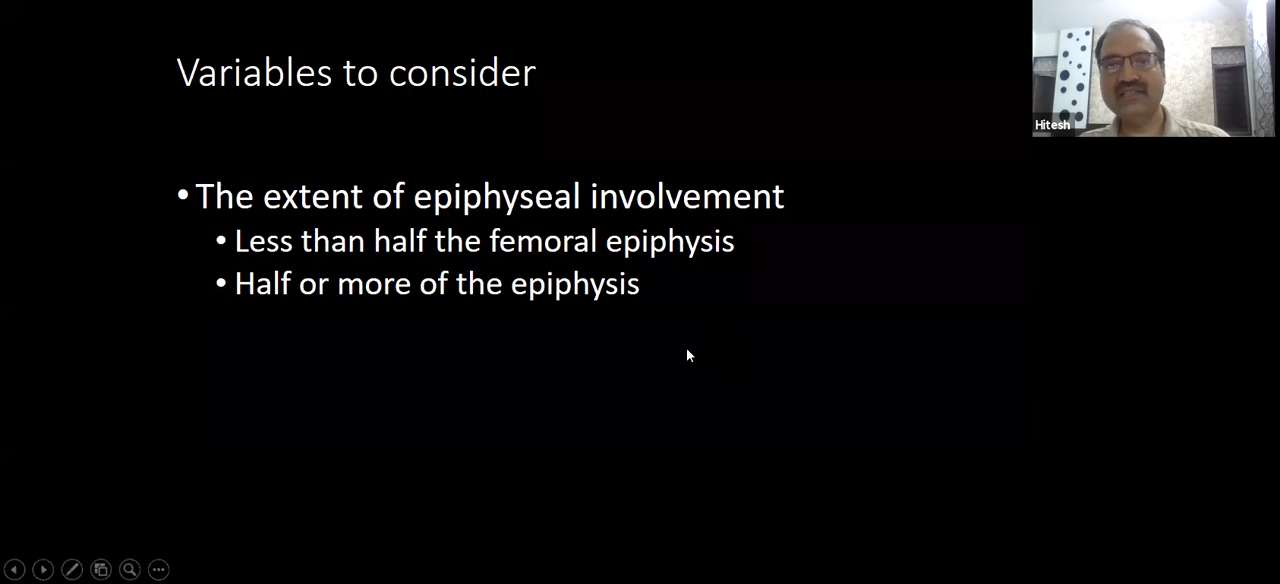 Variables to consider
Hitesh
• The extent of epiphyseal involvement
• Less than half the femoral epiphysis
• Half or more of the epiphysis